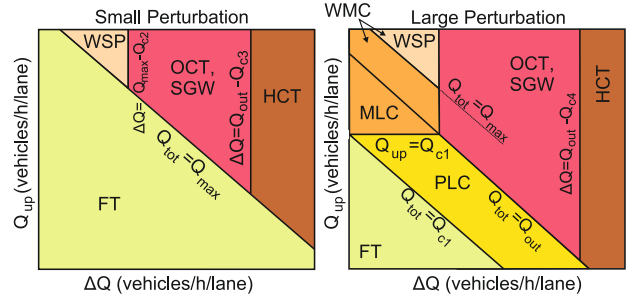 Small Perturbation
WSP
ΔQ=Qmax-Qc2
OCT,
SGW
ΔQ=Qout-Qc3
HCT
Qtot=Qmax
FT
Qup (vehicles/h/lane)
ΔQ (vehicles/h/lane)
WMC
Large Perturbation
WSP
OCT,
SGW
HCT
MLC
Qtot=Qmax
ΔQ=Qout-Qc4
Qup=Qc1
PLC
Qtot=Qout
Qtot=Qc1
FT
Qup (vehicles/h/lane)
ΔQ (vehicles/h/lane)